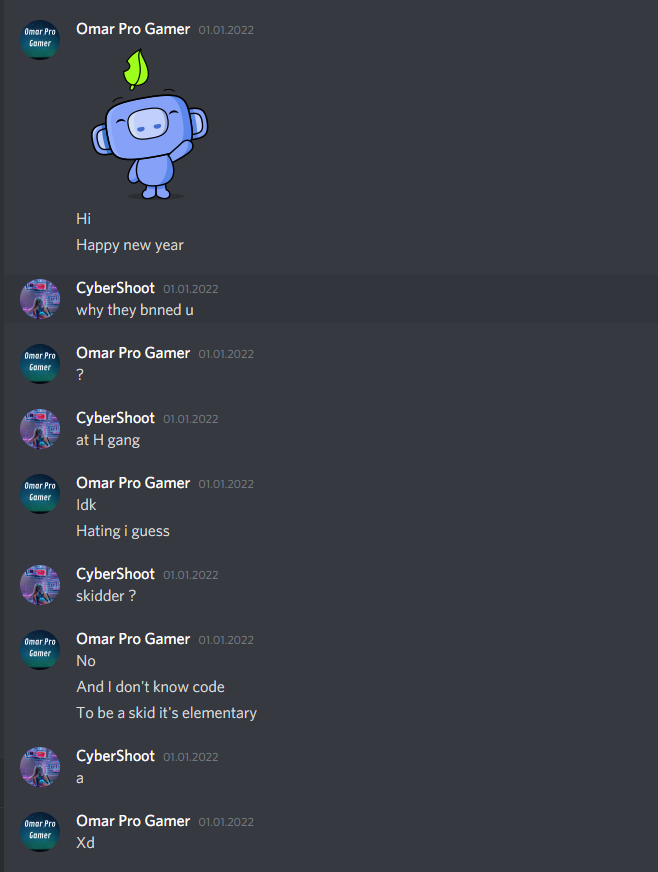 Omar Pro Gamer 01.01.2022
Omar Pro
Gamer
Hi
Happy new year
CyberShoot 01.01.2022
why they bnned u
Omar Pro Gamer 01.01.2022
Omar Pro
Gamer
?
CyberShoot 01.01.2022
at H gang
Omar Pro Gamer 01.01.2022
Omar Pro
Gamer
Idk
Hating i guess
CyberShoot 01.01.2022
skidder ?
Omar Pro Gamer 01.01.2022
Omar Pro
Gamer
No
And I don't know code
To be a skid it's elementary
CyberShoot 01.01.2022
a
Omar Pro Gamer 01.01.2022
Omar Pro
Gamer
Xd